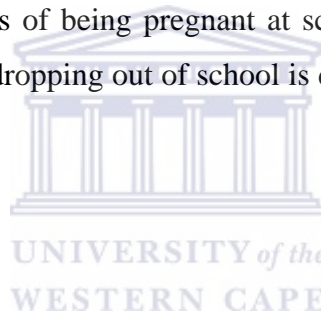 s of being pregnant at sc
dropping out of school is
UNIVERSITY of the
WESTERN CAPE